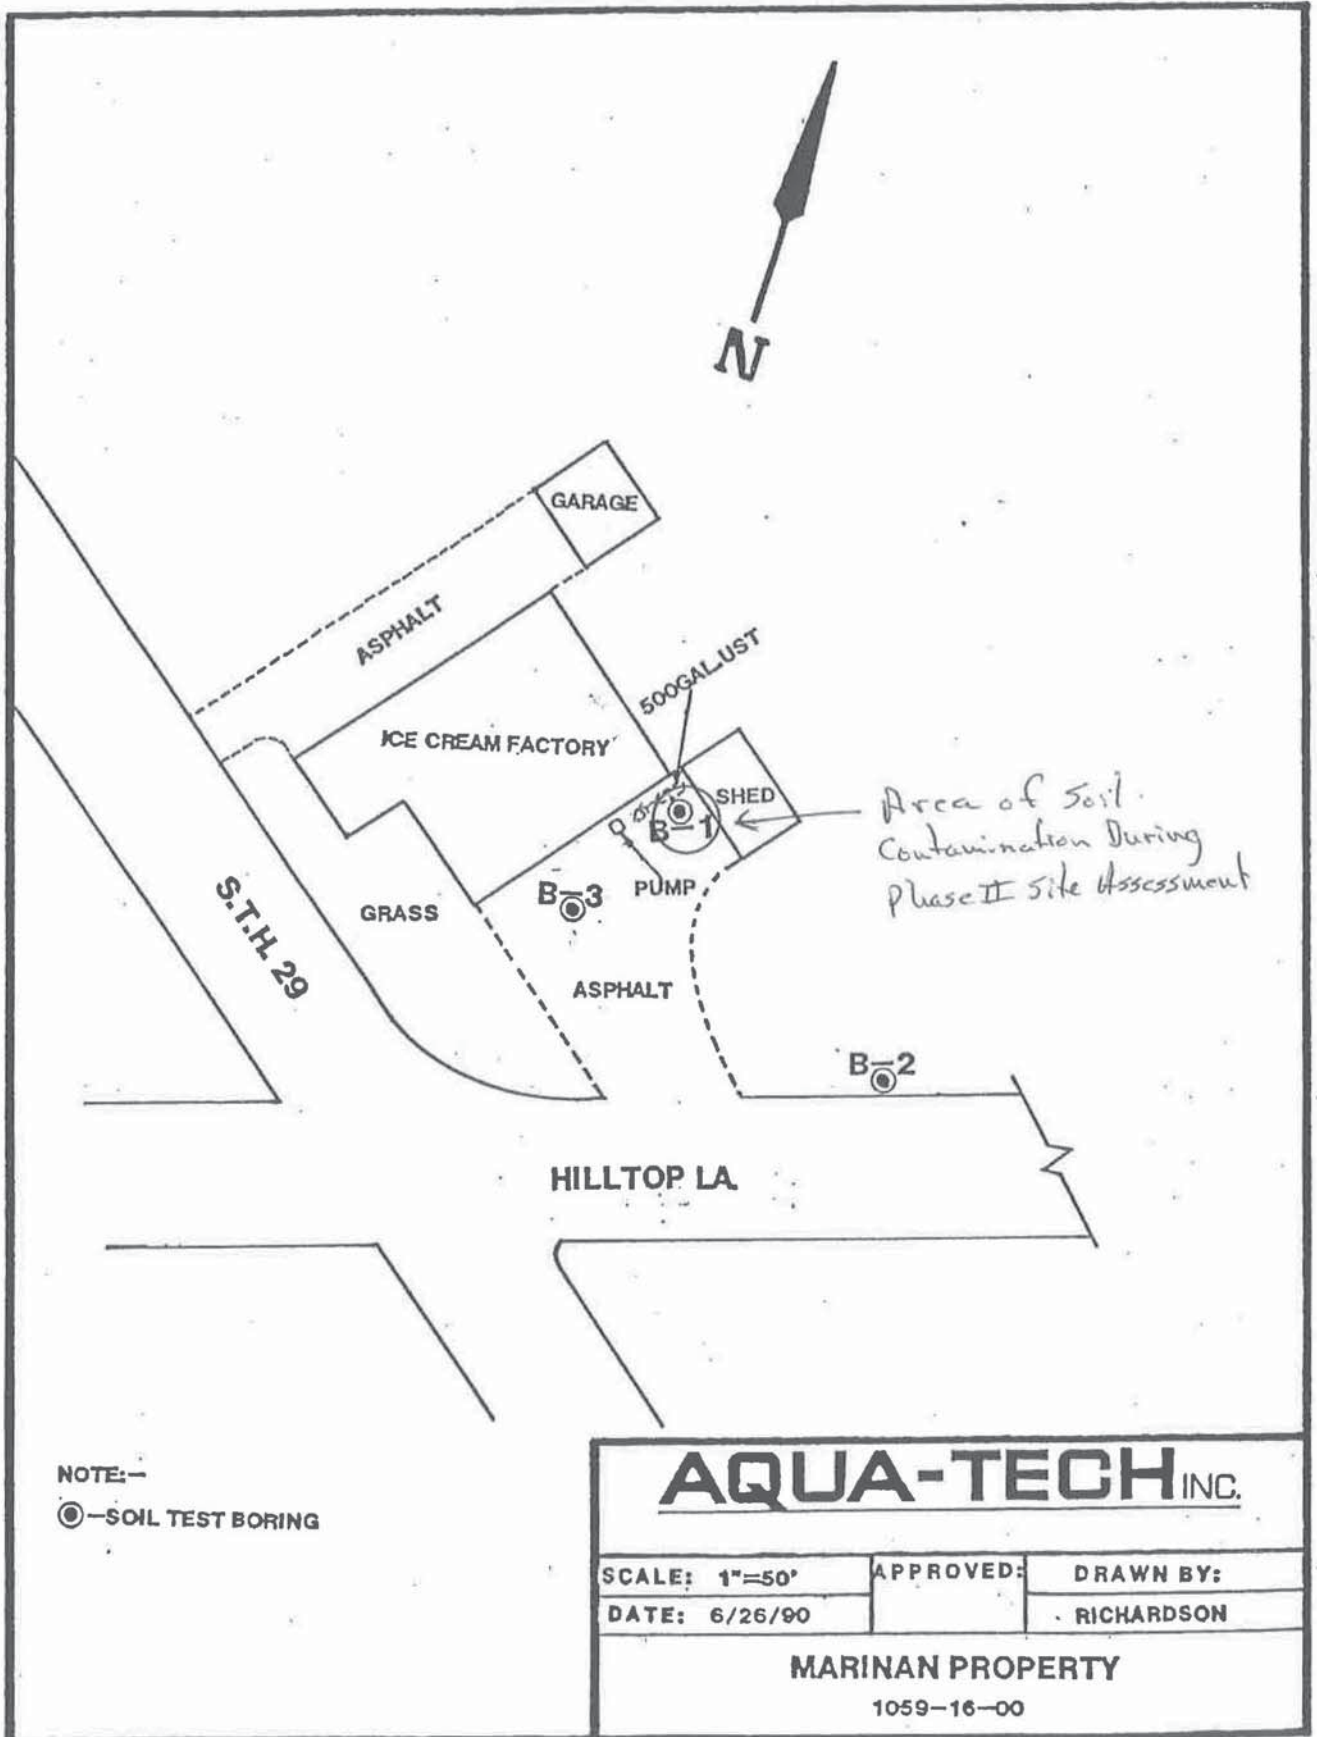 N
GARAGE
ASPHALT
500GAL.UST
ICE CREAM FACTORY
SHED
B-1
Area of Soil
Contamination During
Phase II Site Assessment
PUMP
B-3
GRASS
S.T.H. 29
ASPHALT
B-2
HILLTOP LA.
NOTE:-
-SOIL TEST BORING
AQUA-TECH INC.
SCALE: 1"=50'
APPROVED:
DRAWN BY:
DATE: 6/26/90
RICHARDSON
MARINAN PROPERTY
1059-16-00